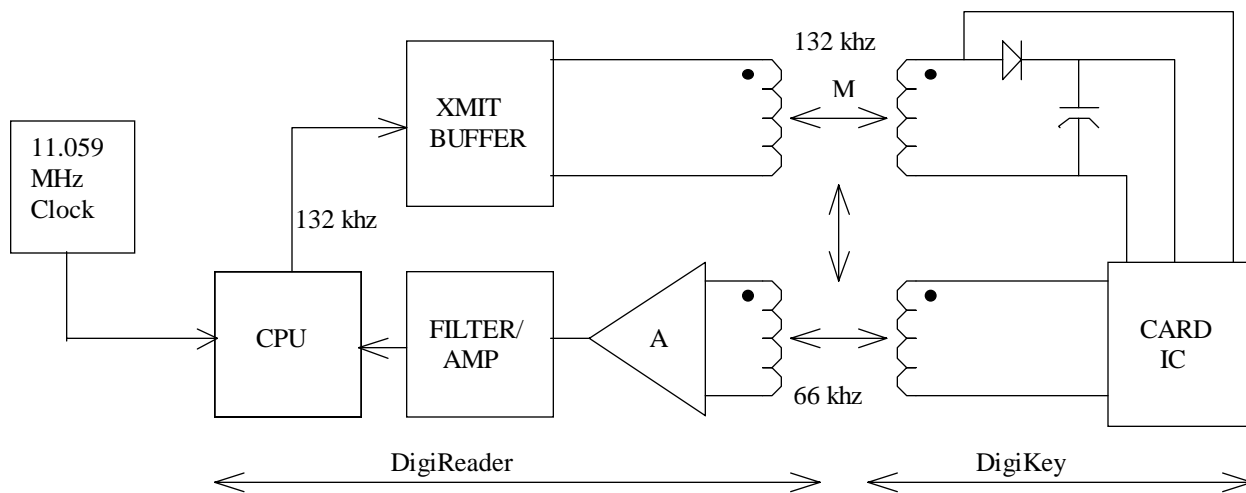 132 khz
XMIT
BUFFER
M
11.059
MHz
Clock
132 khz
CPU
FILTER/
AMP
A
CARD
IC
66 khz
DigiReader
DigiKey